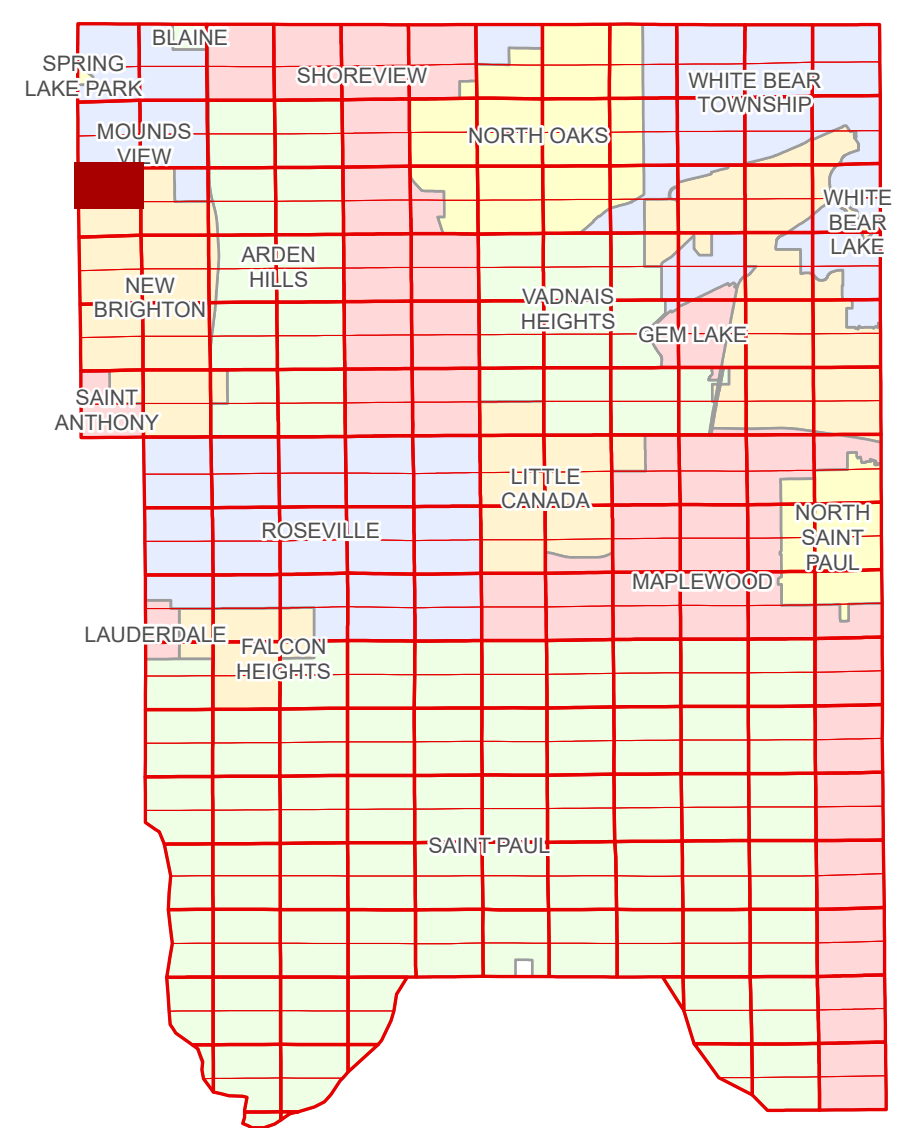 BLAINE
SPRING
LAKE PARK
SHOREVIEW
WHITE BEAR
TOWNSHIP
MOUNDS
VIEW
NORTH OAKS
WHITE
BEAR
LAKE
ARDEN
HILLS
NEW
BRIGHTON
VADNAIS
HEIGHTS
GEM LAKE
SAINT
ANTHONY
LITTLE
CANADA
NORTH
SAINT
PAUL
ROSEVILLE
MAPLEWOOD
LAUDERDALE
FALCON
HEIGHTS
SAINT PAUL